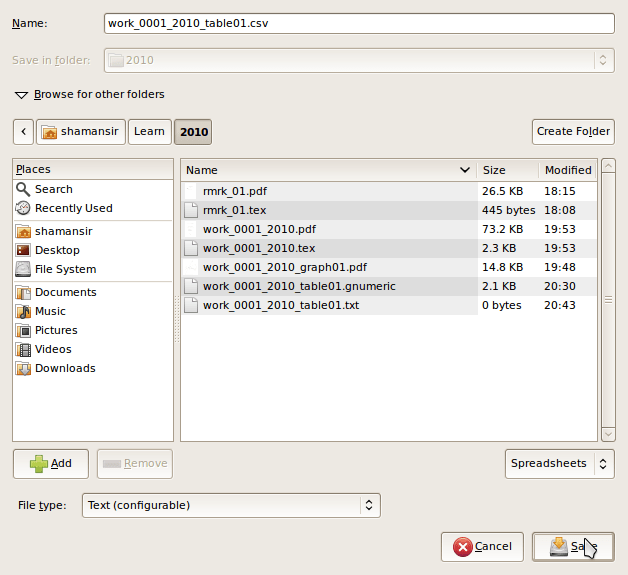 Name: work_0001_2010_table01.csv
Save in folder: 2010
Browse for other folders
shamansir Learn 2010 Create Folder
Places
Search
Recently Used
shamansir
Desktop
File System
Documents
Music
Pictures
Videos
Downloads
Name Size Modified
rmrk_01.pdf 26.5 KB 18:15
rmrk_01.tex 445 bytes 18:08
work_0001_2010.pdf 73.2 KB 19:53
work_0001_2010.tex 2.3 KB 19:53
work_0001_2010_graph01.pdf 14.8 KB 19:48
work_0001_2010_table01.gnumeric 2.1 KB 20:30
work_0001_2010_table01.txt 0 bytes 20:43
Add Remove Spreadsheets
File type: Text (configurable)
Cancel Save